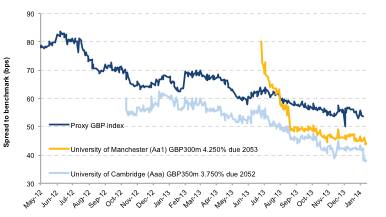 Spread to benchmark (bps)
90
80
70
60
50
40
30
Proxy GBP index
University of Manchester (Aa1) GBP300m 4.250% due 2053
University of Cambridge (Aaa) GBP350m 3.750% due 2052
May-12 Jun-12 Jul-12 Aug-12 Sep-12 Oct-12 Nov-12 Dec-12 Jan-13 Feb-13 Mar-13 Apr-13 May-13 Jun-13 Jul-13 Aug-13 Sep-13 Oct-13 Nov-13 Dec-13 Jan-14